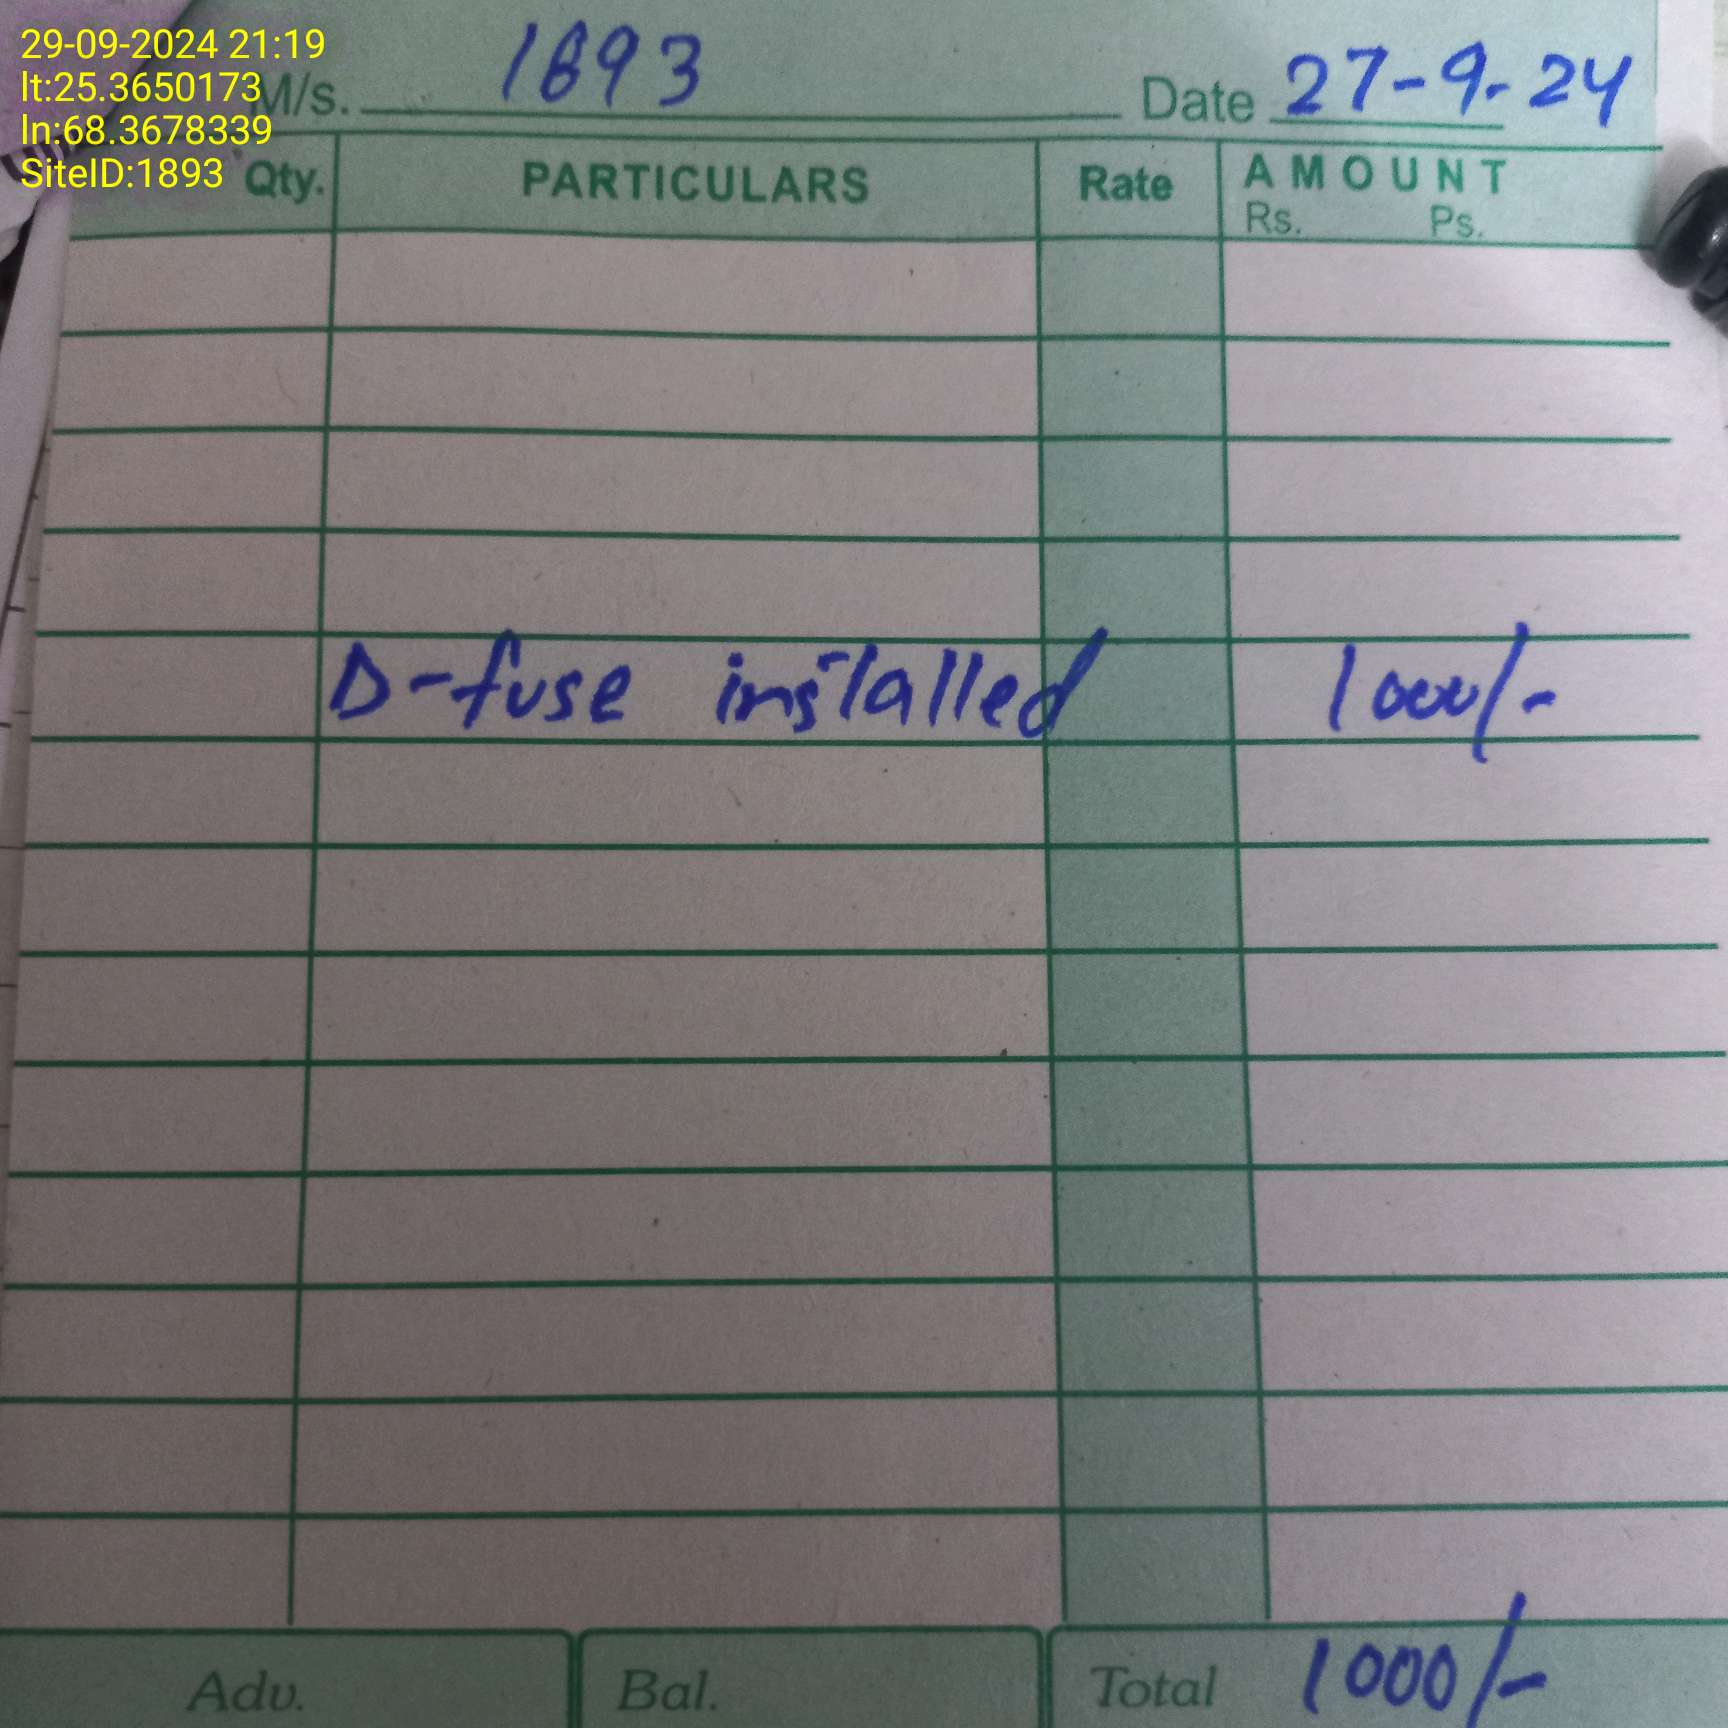 29-09-2024 21:19
lt:25.3650173
ln:68.3678339
SiteID:1893
M/s. 1893 Date 27-9-24
Qty. PARTICULARS Rate AMOUNT
Rs. Ps.
D-fuse installed 1000/-
Adv. Bal. Total 1000/-